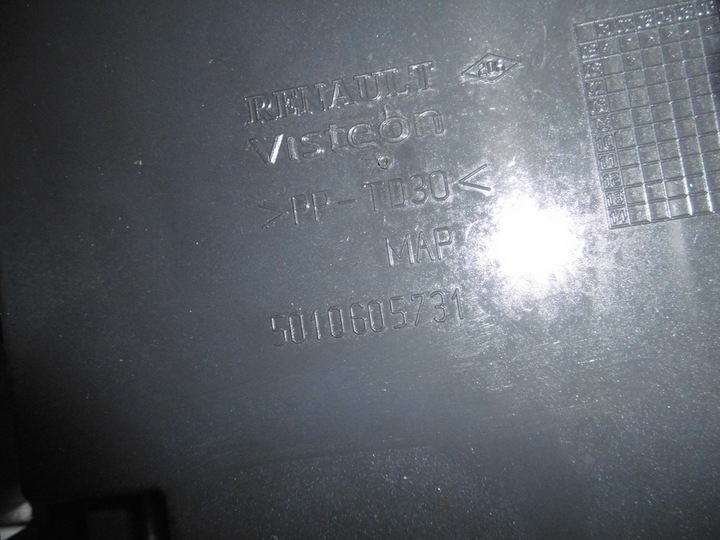 RENAULT
Visteon
>PP-TD30<
MAP
5010605731